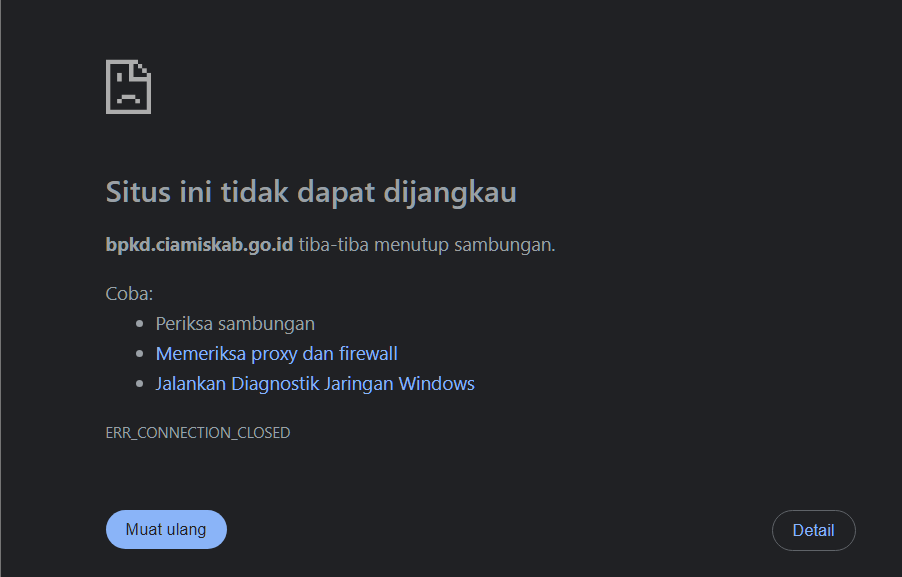 Situs ini tidak dapat dijangkau
bpkd.ciamiskab.go.id tiba-tiba menutup sambungan.
Coba:
Periksa sambungan
Memeriksa proxy dan firewall
Jalankan Diagnostik Jaringan Windows
ERR_CONNECTION_CLOSED
Muat ulang
Detail